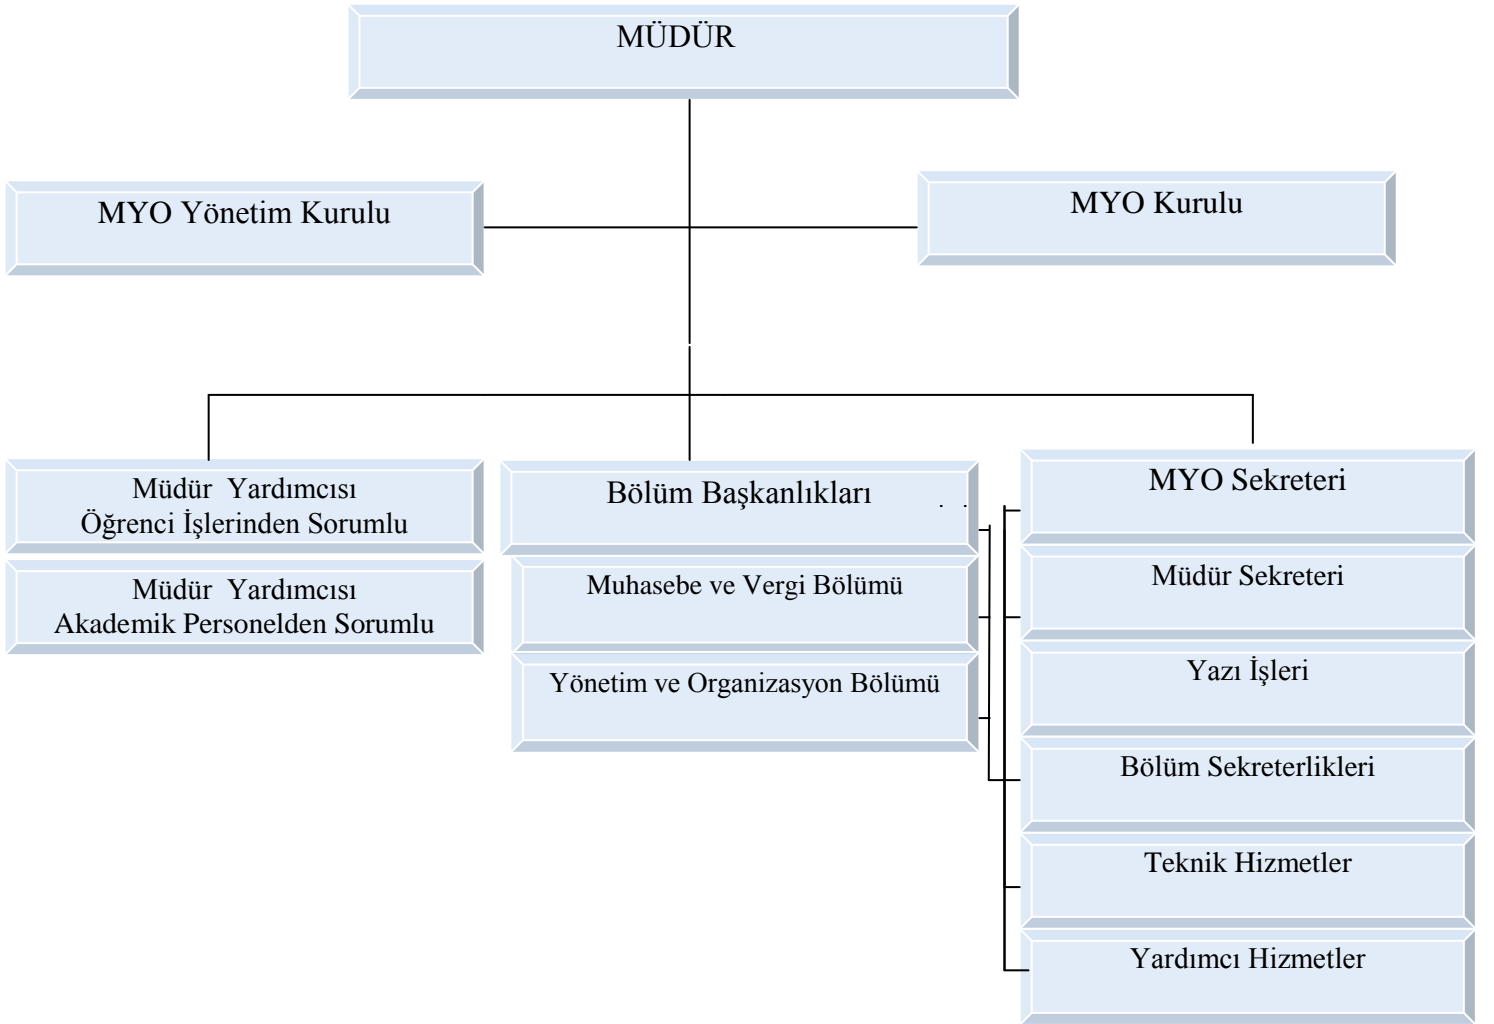 MÜDÜR
MYO Yönetim Kurulu
MYO Kurulu
Müdür  Yardımcısı
Öğrenci İşlerinden Sorumlu
Müdür  Yardımcısı
Akademik Personelden Sorumlu
Bölüm Başkanlıkları
Muhasebe ve Vergi Bölümü
Yönetim ve Organizasyon Bölümü
MYO Sekreteri
Müdür Sekreteri
Yazı İşleri
Bölüm Sekreterlikleri
Teknik Hizmetler
Yardımcı Hizmetler